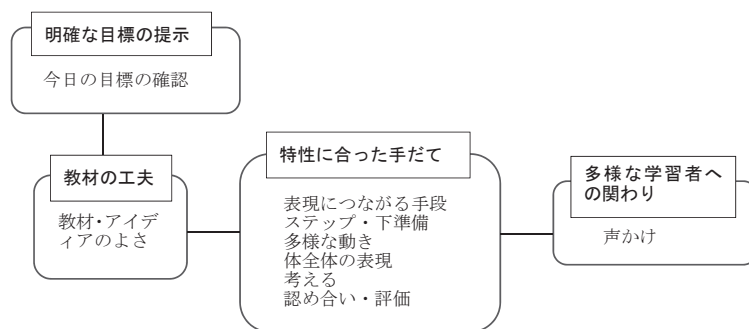 明確な目標の提示
今日の目標の確認
教材の工夫
教材・アイディ
ィアのよさ
特性に合った手だて
表現につながる手段
ステップ・下準備
多様な動き
体全体の表現
考える
認め合い・評価
多様な学習者へ
の関わり
声かけ